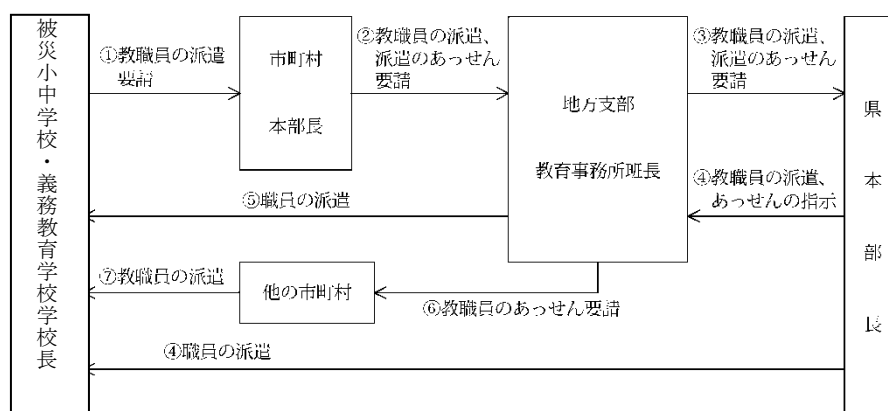 被災小中学校・義務教育学校学校長
①教職員の派遣
要請
市町村
本部長
②教職員の派遣、
派遣のあっせん
要請
地方支部
教育事務所班長
③教職員の派遣、
派遣のあっせん
要請
④教職員の派遣、
あっせんの指示
県本部長
⑤職員の派遣
⑦教職員の派遣
他の市町村
⑥教職員のあっせん要請
④職員の派遣